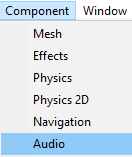 Component Window
Mesh
Effects
Physics
Physics 2D
Navigation
Audio